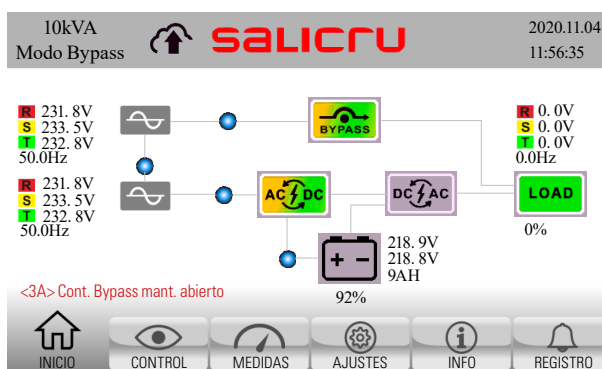 10kVA
Modo Bypass
salicru
2020.11.04
11:56:35
R 231. 8V
S 233. 5V
T 232. 8V
50.0Hz
BYPASS
R 0. 0V
S 0. 0V
T 0. 0V
0.0Hz
R 231. 8V
S 233. 5V
T 232. 8V
50.0Hz
AC DC
DC AC
LOAD
0%
+ −
218. 9V
218. 8V
9AH
92%
<3A> Cont. Bypass mant. abierto
INICIO
CONTROL
MEDIDAS
AJUSTES
INFO
REGISTRO